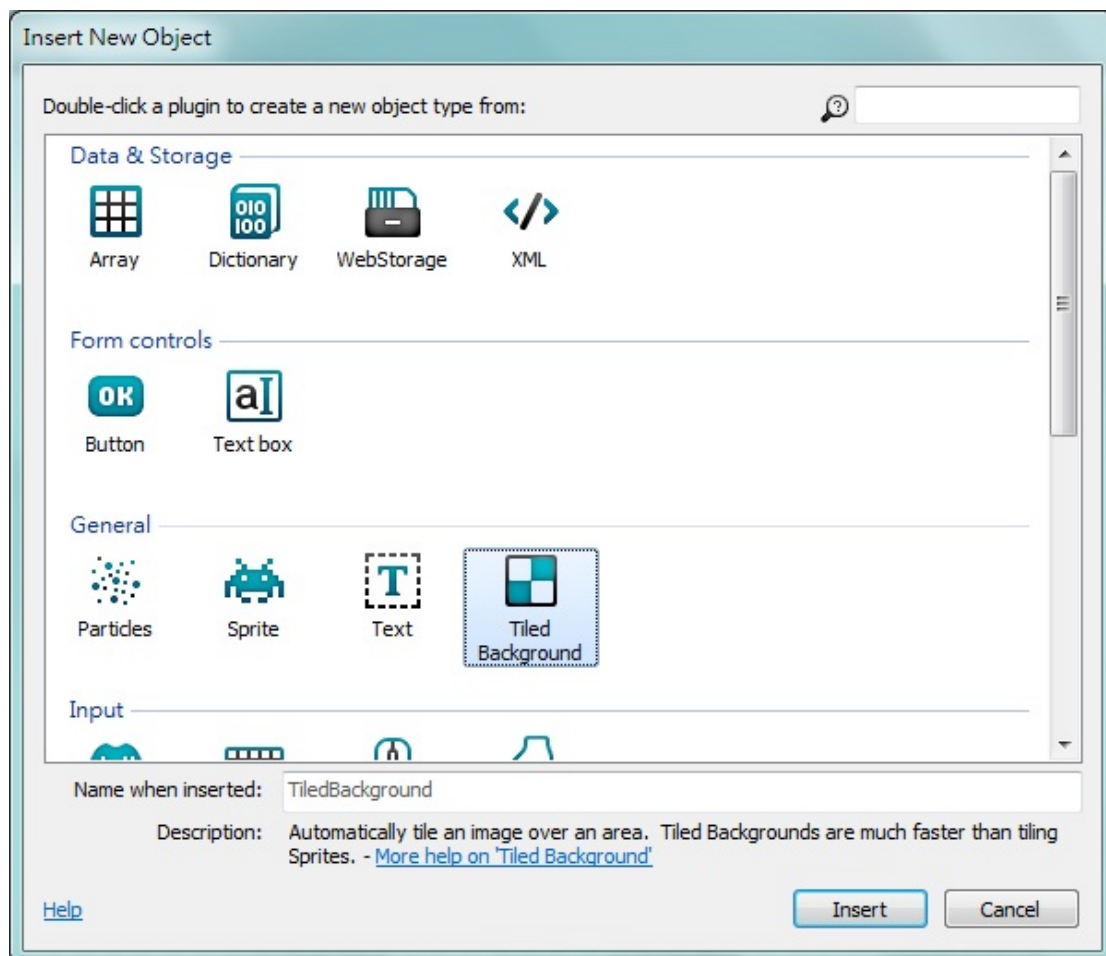 Insert New Object
Double-click a plugin to create a new object type from:
Data & Storage
010
100
Array
Dictionary
WebStorage
XML
Form controls
OK
aI
Button
Text box
General
T
Particles
Sprite
Text
Tiled
Background
Input
Name when inserted:
TiledBackground
Description:
Automatically tile an image over an area. Tiled Backgrounds are much faster than tiling
Sprites. - More help on 'Tiled Background'
Help
Insert
Cancel